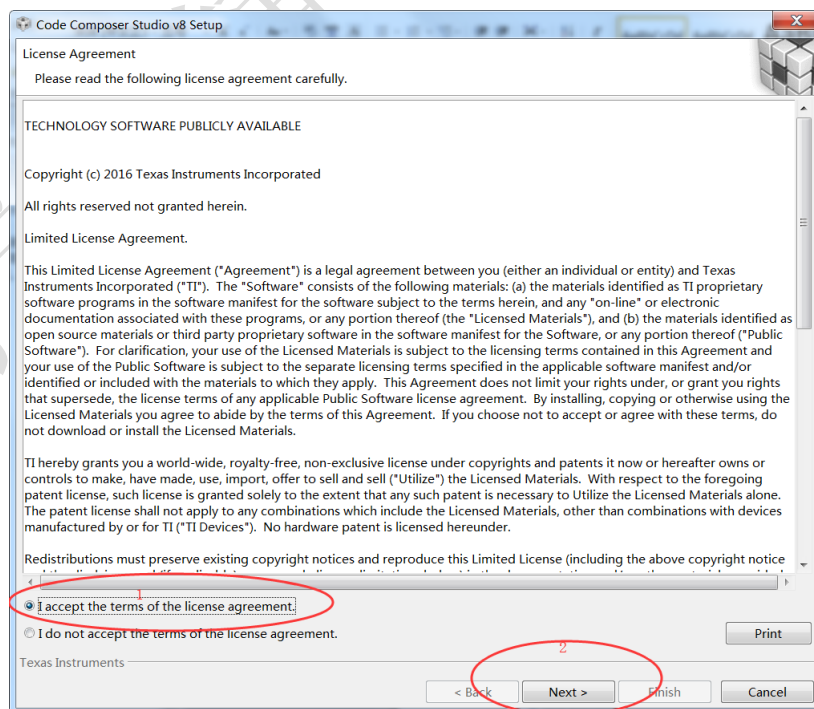 Code Composer Studio v8 Setup
License Agreement
Please read the following license agreement carefully.
TECHNOLOGY SOFTWARE PUBLICLY AVAILABLE
Copyright (c) 2016 Texas Instruments Incorporated
All rights reserved not granted herein.
Limited License Agreement.
This Limited License Agreement ("Agreement") is a legal agreement between you (either an individual or entity) and Texas
Instruments Incorporated ("TI"). The "Software" consists of the following materials: (a) the materials identified as TI proprietary
software programs in the software manifest for the software subject to the terms herein, and any "on-line" or electronic
documentation associated with these programs, or any portion thereof (the "Licensed Materials"), and (b) the materials identified as
open source materials or third party proprietary software in the software manifest for the Software, or any portion thereof ("Public
Software"). For clarification, your use of the Licensed Materials is subject to the licensing terms contained in this Agreement and
your use of the Public Software is subject to the separate licensing terms specified in the applicable software manifest and/or
identified or included with the materials to which they apply. This Agreement does not limit your rights under, or grant you rights
that supersede, the license terms of any applicable Public Software license agreement. By installing, copying or otherwise using the
Licensed Materials you agree to abide by the terms of this Agreement. If you choose not to accept or agree with these terms, do
not download or install the Licensed Materials.
TI hereby grants you a world-wide, royalty-free, non-exclusive license under copyrights and patents it now or hereafter owns or
controls to make, have made, use, import, offer to sell and sell ("Utilize") the Licensed Materials. With respect to the foregoing
patent license, such license is granted solely to the extent that any such patent is necessary to Utilize the Licensed Materials alone.
The patent license shall not apply to any combinations which include the Licensed Materials, other than combinations with devices
manufactured by or for TI ("TI Devices"). No hardware patent is licensed hereunder.
Redistributions must preserve existing copyright notices and reproduce this Limited License (including the above copyright notice
1
I accept the terms of the license agreement.
I do not accept the terms of the license agreement.
Print
2
Texas Instruments
< Back
Next >
Finish
Cancel